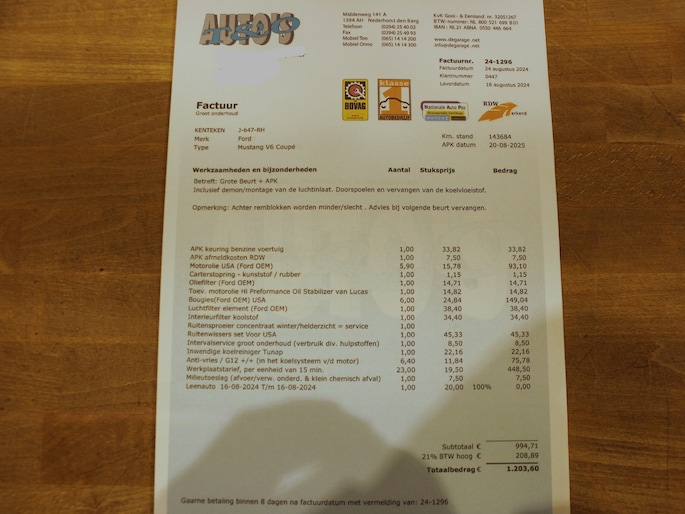 AUTO'S
Middenweg 141 A
1394 AH Nederhorst den Berg
Telefoon (0294) 25 40 02
Fax (0294) 25 49 93
Mobiel Ton (065) 14 14 200
Mobiel Onno (065) 14 14 300
KvK Gooi- & Eemland nr. 32051267
BTW-nummer: NL 800 521 699 B01
IBAN: NL21 ABNA 0550 446 664
www.degarage.net
info@degarage.net
Factuurnr. 24-1296
Factuurdatum 24 augustus 2024
Klantnummer 0447
Leverdatum 16 augustus 2024
BOVAG
klasse
1
AUTOBEDRIJF
Nationale Auto Pas
RDW
erkend
Factuur
Groot onderhoud
KENTEKEN J-647-RH
Merk Ford
Type Mustang V6 Coupé
Km. stand 143684
APK datum 20-08-2025
Werkzaamheden en bijzonderheden Aantal Stuksprijs Bedrag
Betreft: Grote Beurt + APK
Inclusief demon/montage van de luchtinlaat. Doorspoelen en vervangen van de koelvloeistof.
Opmerking: Achter remblokken worden minder/slecht . Advies bij volgende beurt vervangen.
APK keuring benzine voertuig 1,00 33,82 33,82
APK afmeldkosten RDW 1,00 7,50 7,50
Motorolie USA (Ford OEM) 5,90 15,78 93,10
Carterstopring - kunststof / rubber 1,00 1,15 1,15
Oliefilter (Ford OEM) 1,00 14,71 14,71
Toev. motorolie Hi Preformance Oil Stabilizer van Lucas 1,00 14,82 14,82
Bougies(Ford OEM) USA 6,00 24,84 149,04
Luchtfilter element (Ford OEM) 1,00 38,40 38,40
Interieurfilter koolstof 1,00 34,40 34,40
Ruitensproeier concentraat winter/helderzicht = service 1,00
Ruitenwissers set Voor USA 1,00 45,33 45,33
Intervalservice groot onderhoud (verbruik div. hulpstoffen) 1,00 8,50 8,50
Inwendige koelreiniger Tunap 1,00 22,16 22,16
Anti-vries / G12 +/+ (in het koelsysteem v/d motor) 6,40 11,84 75,78
Werkplaatstarief, per eenheid van 15 min. 23,00 19,50 448,50
Milieutoeslag (afvoer/verw. onderd. & klein chemisch afval) 1,00 7,50 7,50
Leenauto 16-08-2024 T/m 16-08-2024 1,00 20,00 100% 0,00
Subtotaal € 994,71
21% BTW hoog € 208,89
Totaalbedrag € 1.203,60
Gaarne betaling binnen 8 dagen na factuurdatum met vermelding van: 24-1296